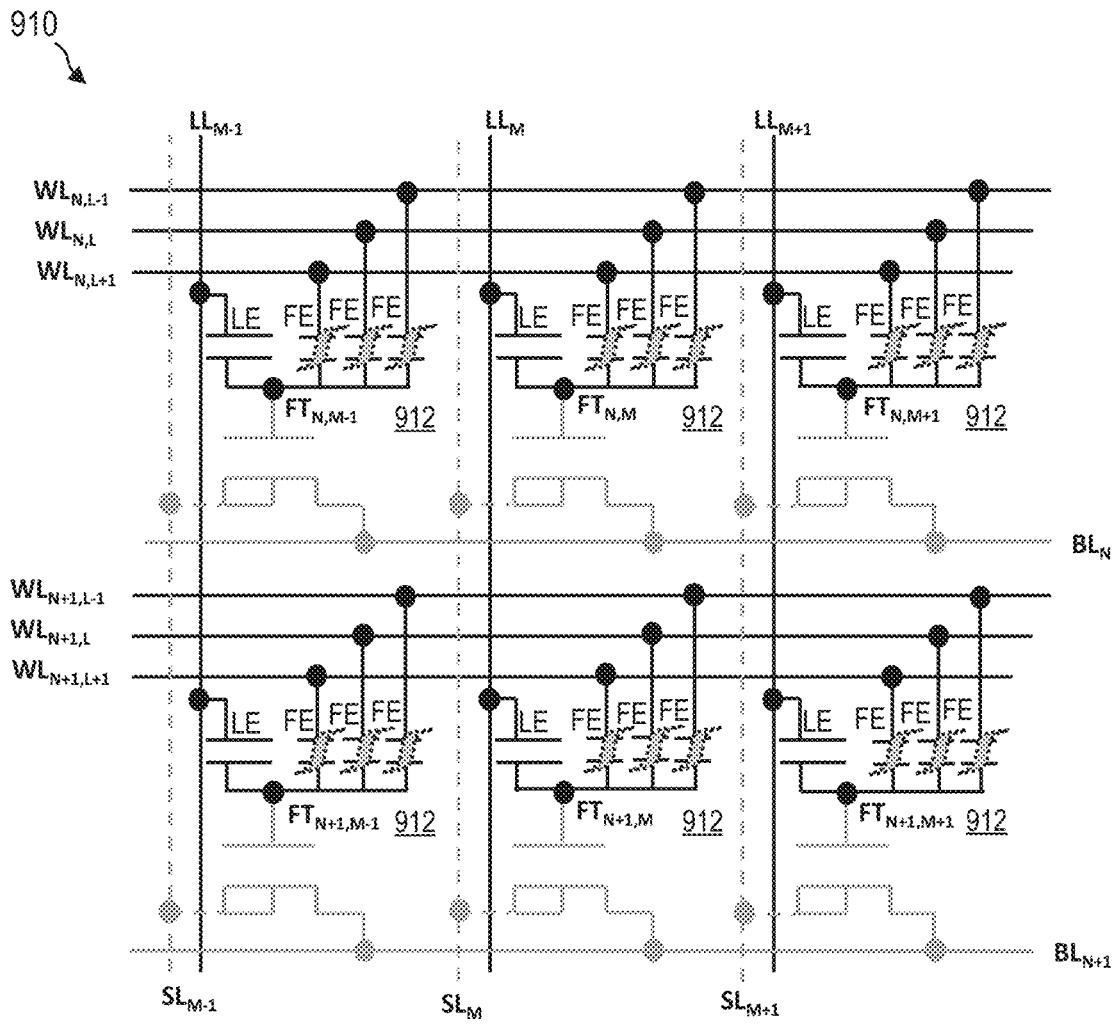 910
LL_M-1 LL_M LL_M+1
WL_N,L-1
WL_N,L
WL_N,L+1
LE FE FE FE LE FE FE FE LE FE FE FE
FT_N,M-1 912 FT_N,M 912 FT_N,M+1 912
BL_N
WL_N+1,L-1
WL_N+1,L
WL_N+1,L+1
LE FE FE FE LE FE FE FE LE FE FE FE
FT_N+1,M-1 912 FT_N+1,M 912 FT_N+1,M+1 912
BL_N+1
SL_M-1 SL_M SL_M+1